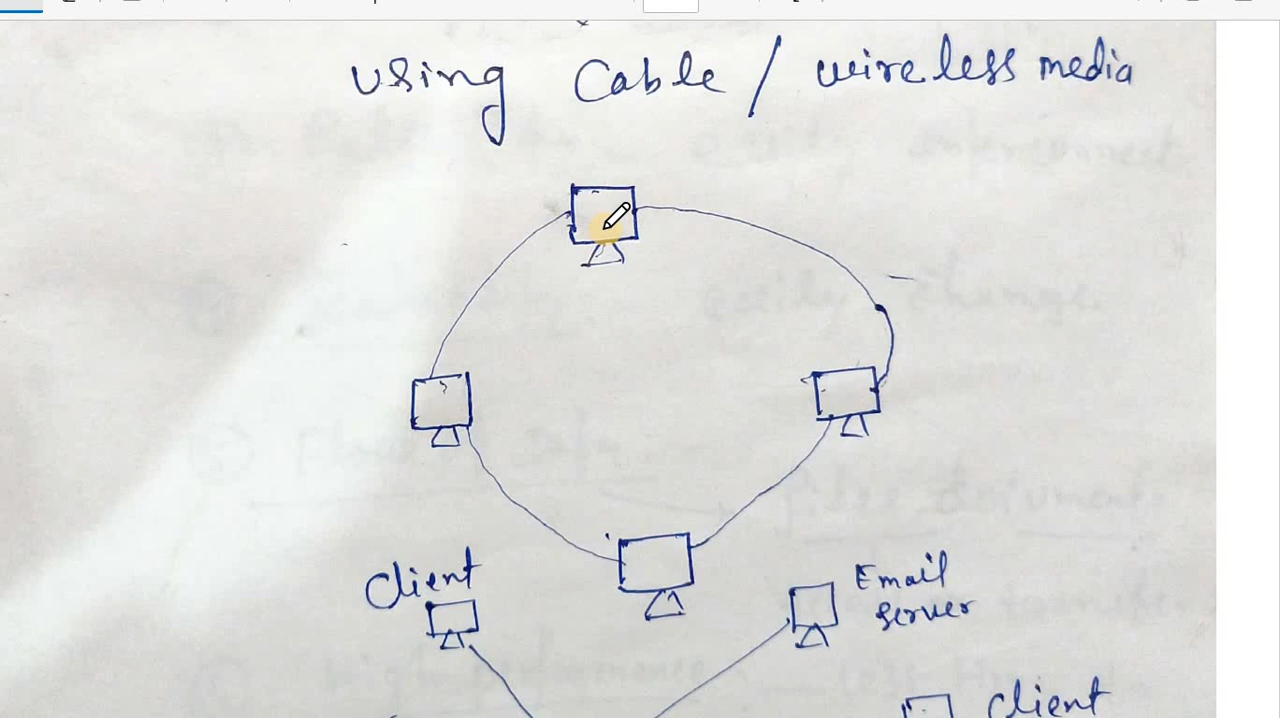 using Cable / wireless media
Client
Email
server
Client